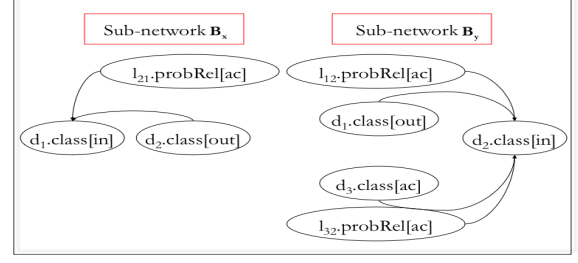 Sub-network Bx
Sub-network By
l21.probRel[ac]
l12.probRel[ac]
d1.class[out]
d1.class[in]
d2.class[out]
d2.class[in]
d3.class[ac]
l32.probRel[ac]